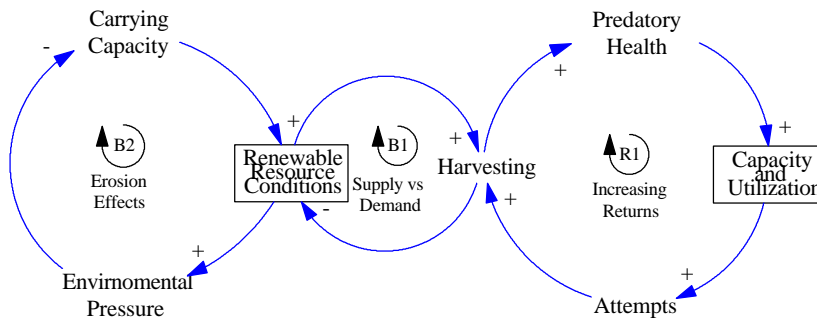 Carrying
Capacity
-
+
B2
Erosion
Effects
+
Envirnomental
Pressure
Renewable
Resource
Conditions
B1
Supply vs
Demand
+
-
Harvesting
+
+
Predatory
Health
R1
Increasing
Returns
+
Capacity
and
Utilization
+
Attempts